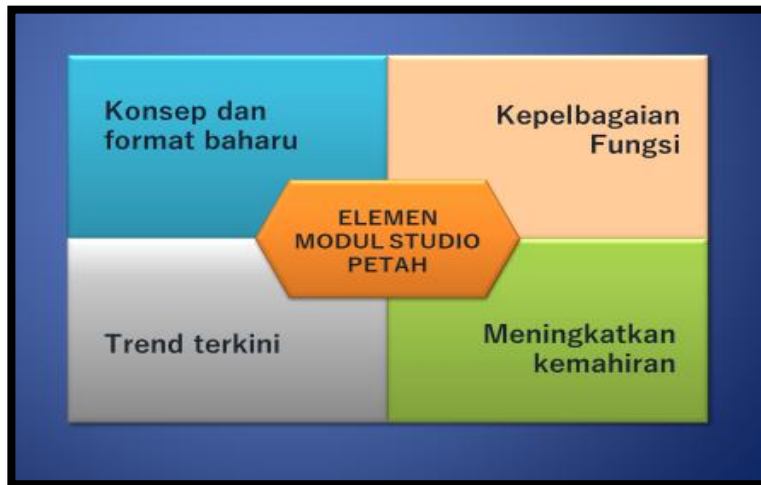 Konsep dan
format baharu
Kepelbagaian
Fungsi
ELEMEN
MODUL STUDIO
PETAH
Trend terkini
Meningkatkan
kemahiran